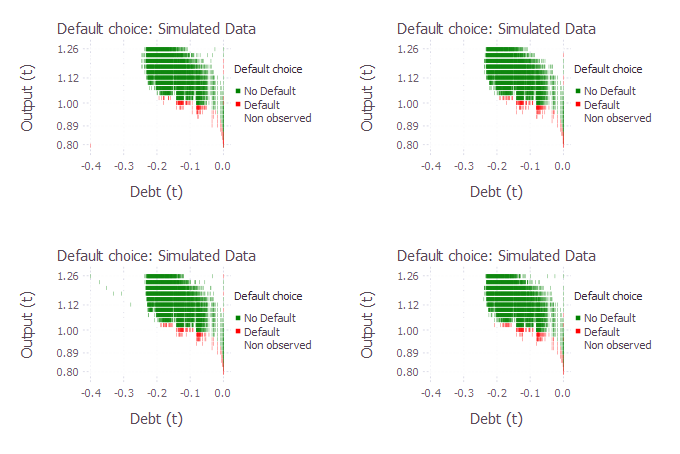 Default choice: Simulated Data
1.26
1.12
1.00
0.89
0.80
Output (t)
-0.4 -0.3 -0.2 -0.1 0.0
Debt (t)
Default choice
No Default
Default
Non observed
Default choice: Simulated Data
1.26
1.12
1.00
0.89
0.80
Output (t)
-0.4 -0.3 -0.2 -0.1 0.0
Debt (t)
Default choice
No Default
Default
Non observed
Default choice: Simulated Data
1.26
1.12
1.00
0.89
0.80
Output (t)
-0.4 -0.3 -0.2 -0.1 0.0
Debt (t)
Default choice
No Default
Default
Non observed
Default choice: Simulated Data
1.26
1.12
1.00
0.89
0.80
Output (t)
-0.4 -0.3 -0.2 -0.1 0.0
Debt (t)
Default choice
No Default
Default
Non observed